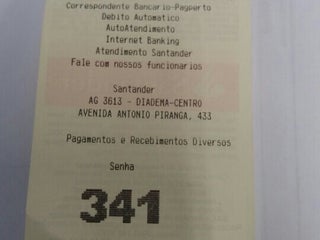 Correspondente Bancario-Pagperto
Debito Automatico
AutoAtendimento
Internet Banking
Atendimento Santander
Fale com nossos funcionarios
Santander
AG 3613 - DIADEMA-CENTRO
AVENIDA ANTONIO PIRANGA, 433
Pagamentos e Recebimentos Diversos
Senha
341